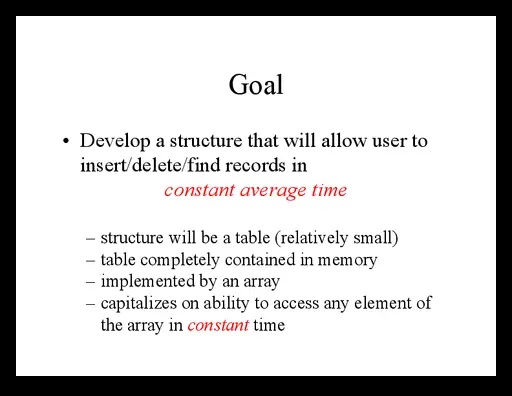 Goal
• Develop a structure that will allow user to
insert/delete/find records in
constant average time
– structure will be a table (relatively small)
– table completely contained in memory
– implemented by an array
– capitalizes on ability to access any element of
the array in constant time